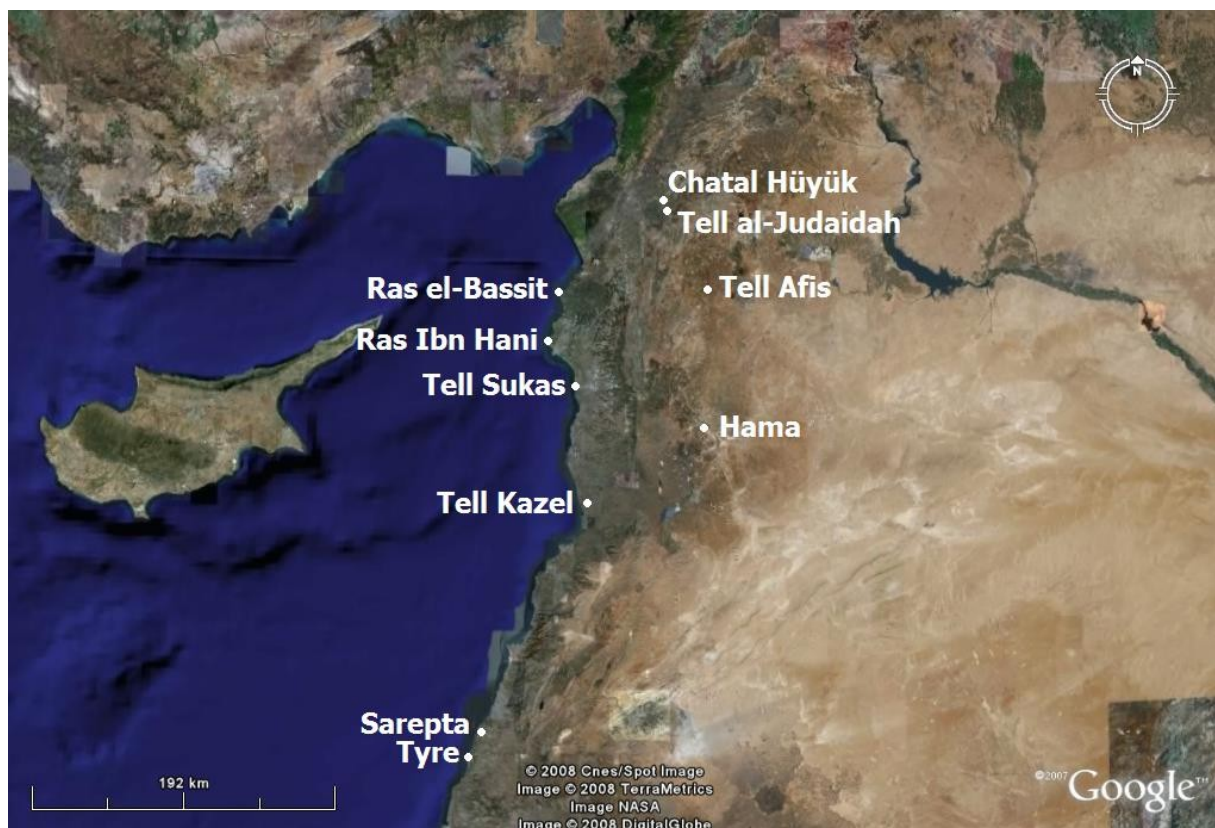 N
Chatal Hüyük
Tell al-Judaidah
Ras el-Bassit
Tell Afis
Ras Ibn Hani
Tell Sukas
Hama
Tell Kazel
Sarepta
Tyre
192 km
© 2008 Cnes/Spot Image
Image © 2008 TerraMetrics
Image NASA
Image © 2008 DigitalGlobe
©2007 Google™